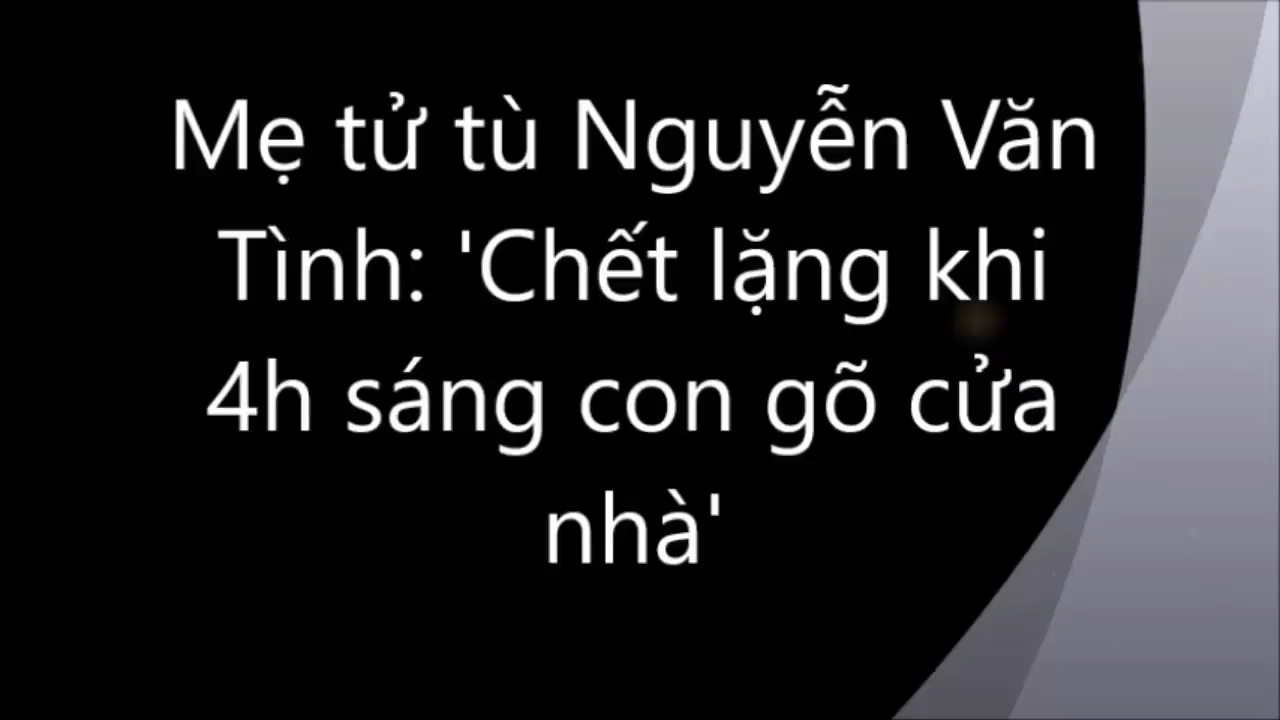 Mẹ tử tù Nguyễn Văn
Tình: 'Chết lặng khi
4h sáng con gõ cửa
nhà'